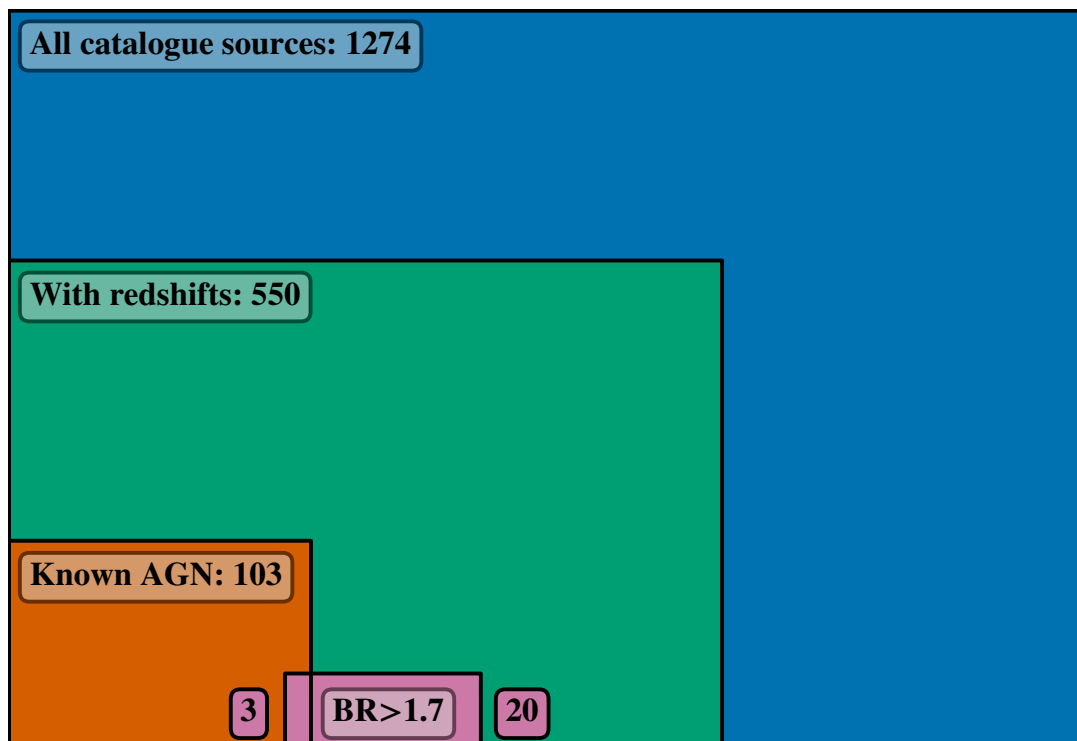 All catalogue sources: 1274
With redshifts: 550
Known AGN: 103
3 BR>1.7 20